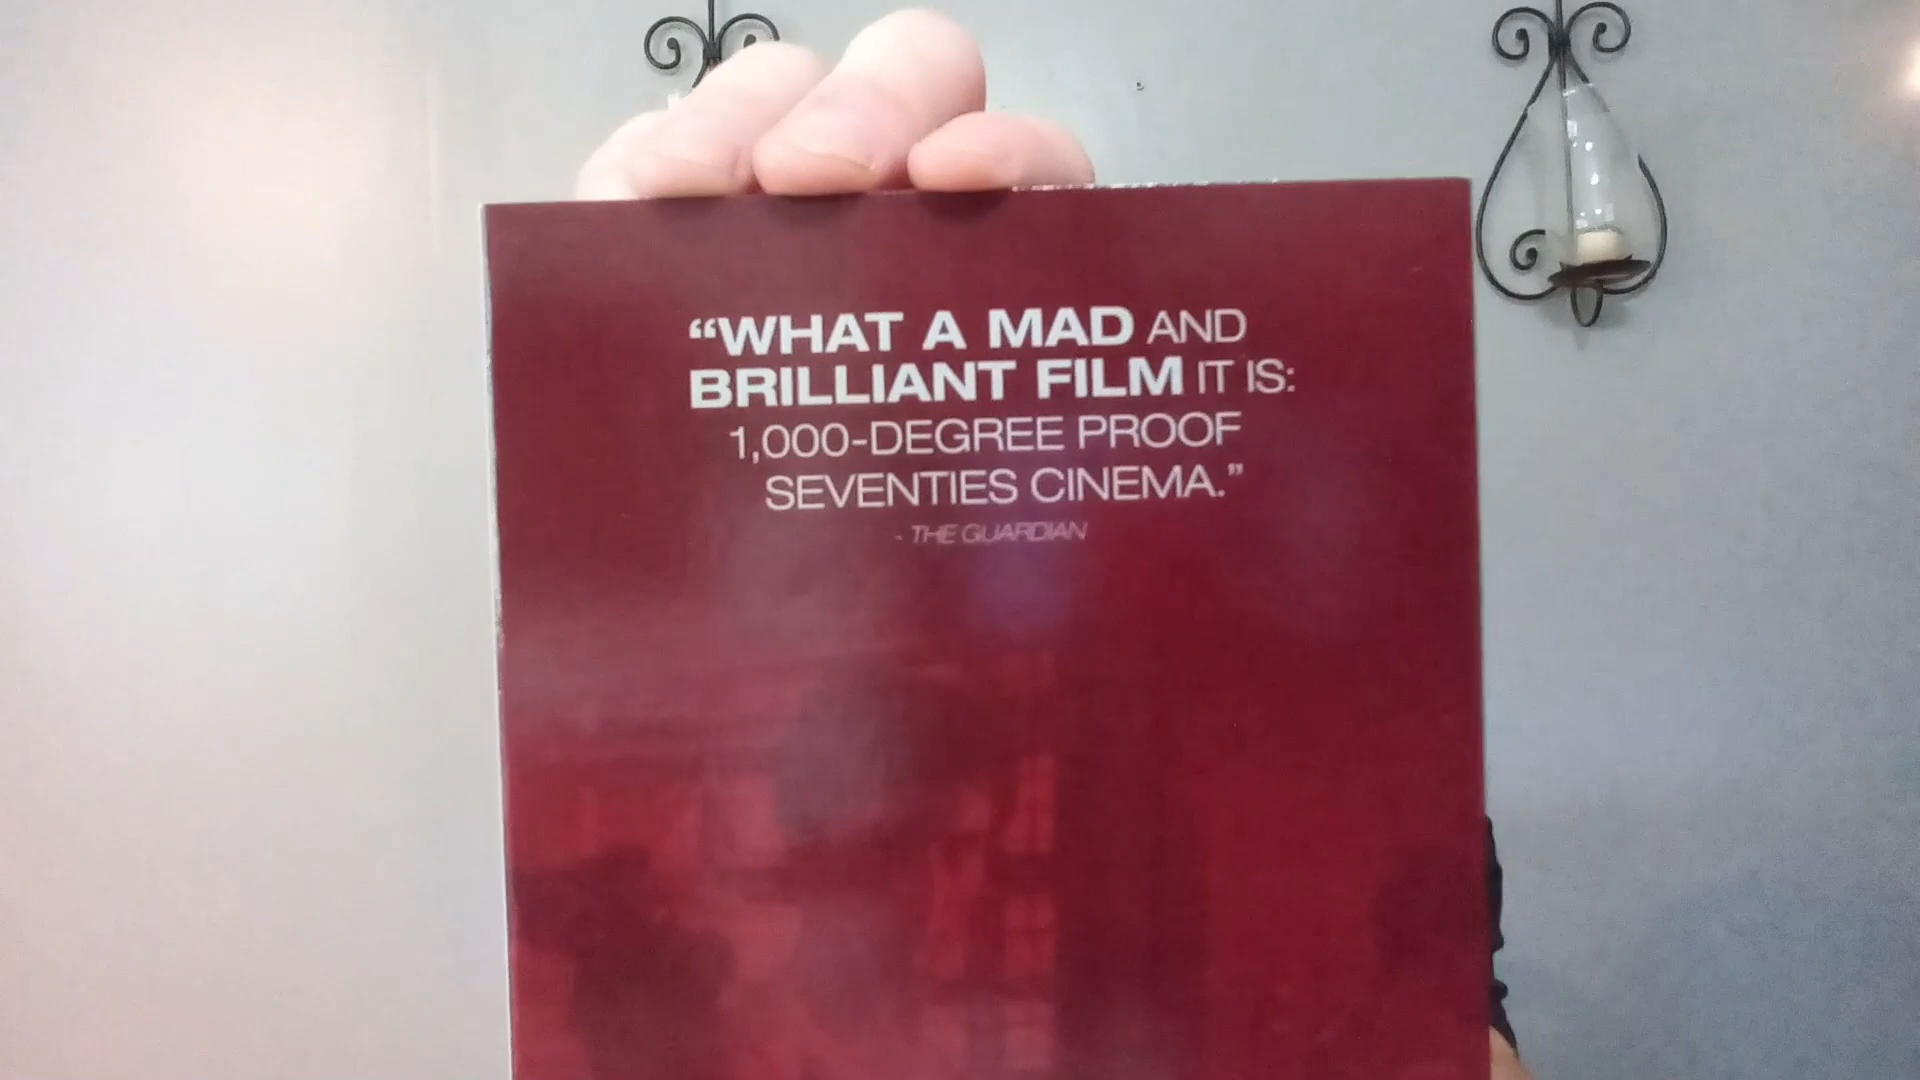 “WHAT A MAD AND
BRILLIANT FILM IT IS:
1,000-DEGREE PROOF
SEVENTIES CINEMA.”
- THE GUARDIAN